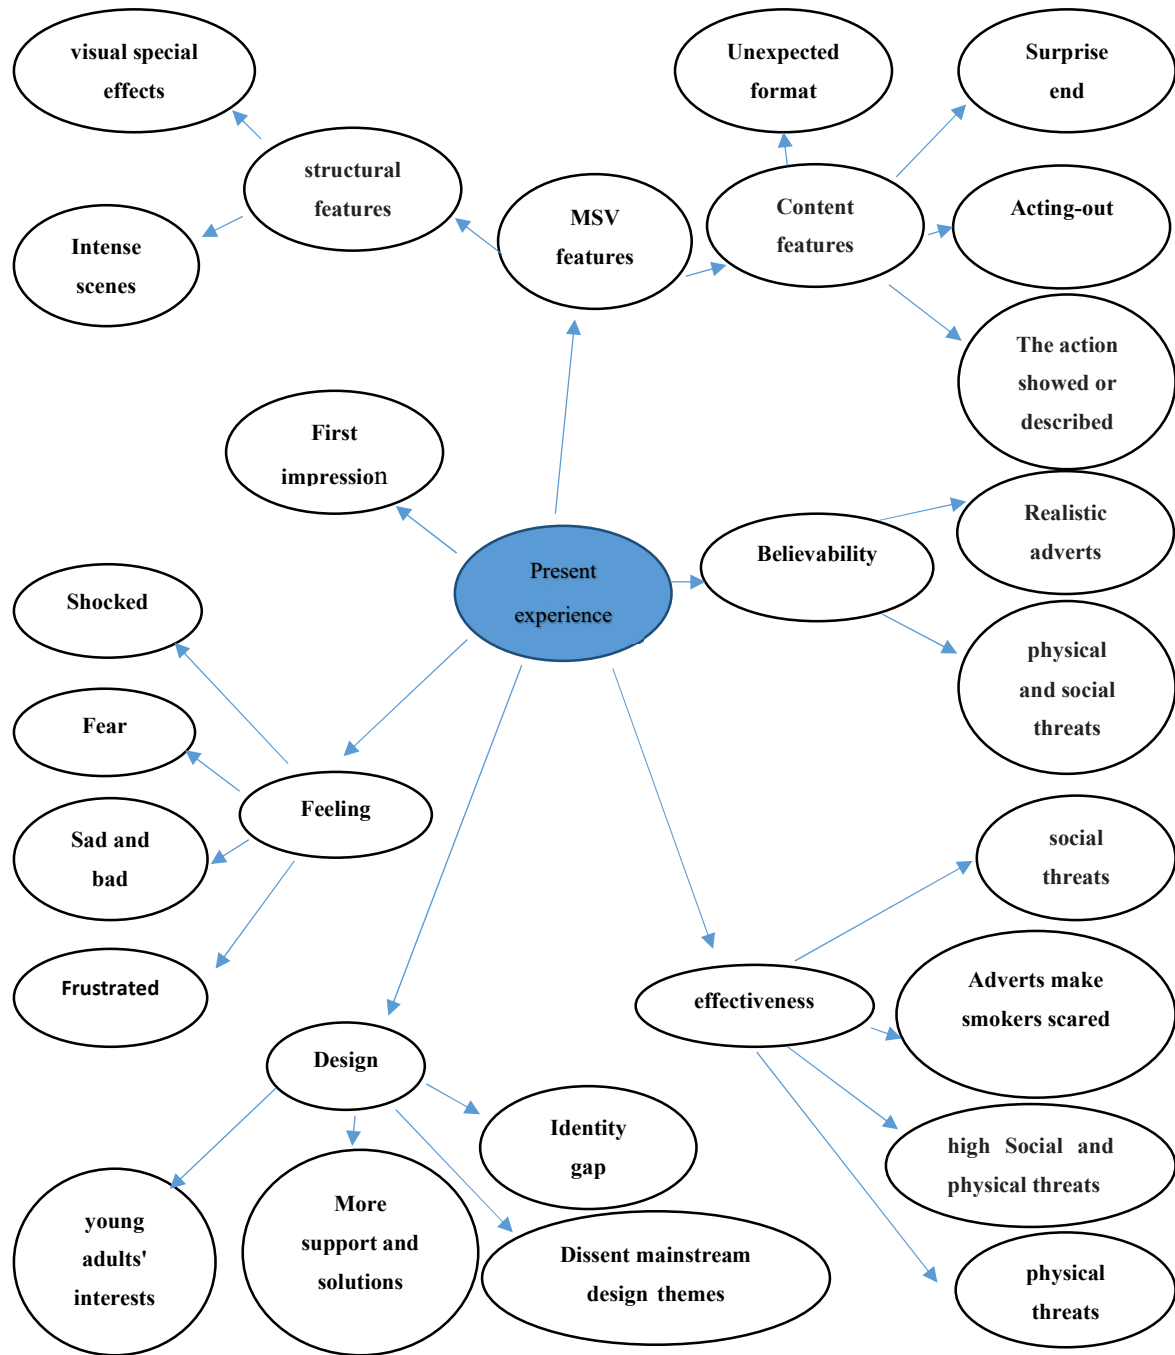 visual special
effects
Unexpected
format
Surprise
end
structural
features
MSV
features
Content
features
Acting-out
Intense
scenes
The action
showed or
described
First
impression
Present
experience
Believability
Realistic
adverts
Shocked
physical
and social
threats
Fear
Feeling
Sad and
bad
social
threats
Frustrated
effectiveness
Adverts make
smokers scared
Design
Identity
gap
high Social and
physical threats
young
adults'
interests
More
support and
solutions
Dissent mainstream
design themes
physical
threats